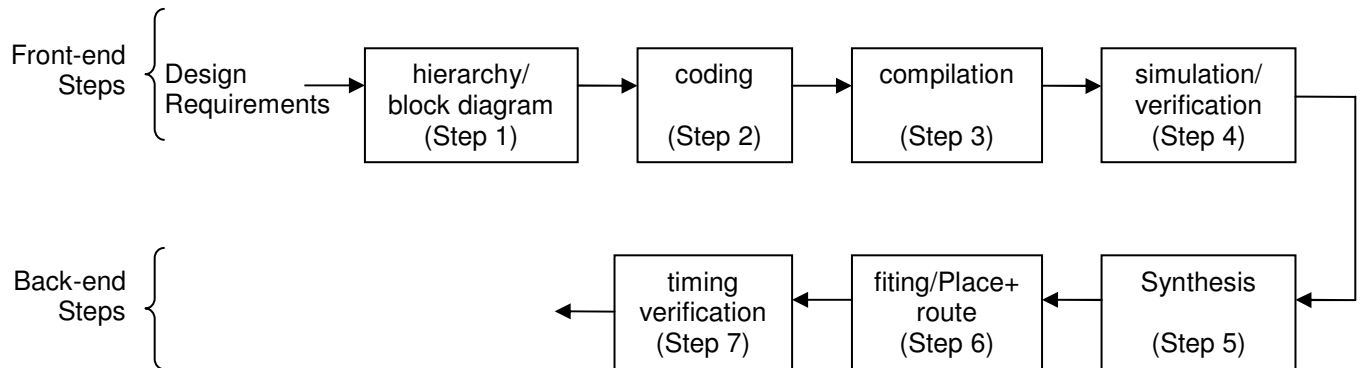 Front-end
Steps
Design
Requirements
hierarchy/
block diagram
(Step 1)
coding
(Step 2)
compilation
(Step 3)
simulation/
verification
(Step 4)
Back-end
Steps
timing
verification
(Step 7)
fiting/Place+
route
(Step 6)
Synthesis
(Step 5)